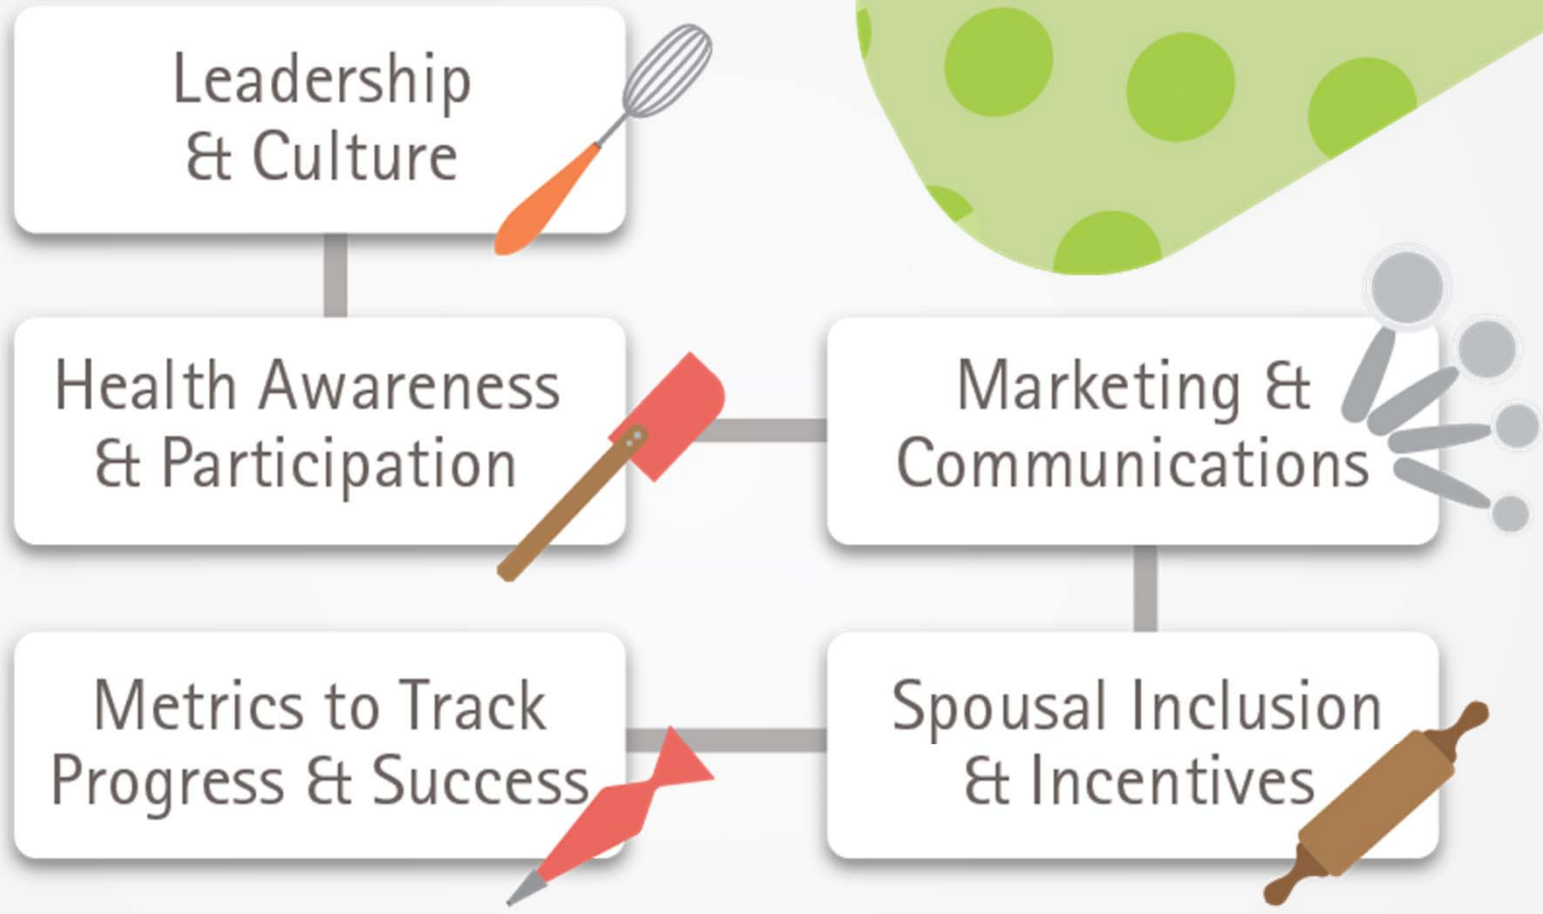 Leadership
& Culture
Health Awareness
& Participation
Marketing &
Communications
Metrics to Track
Progress & Success
Spousal Inclusion
& Incentives